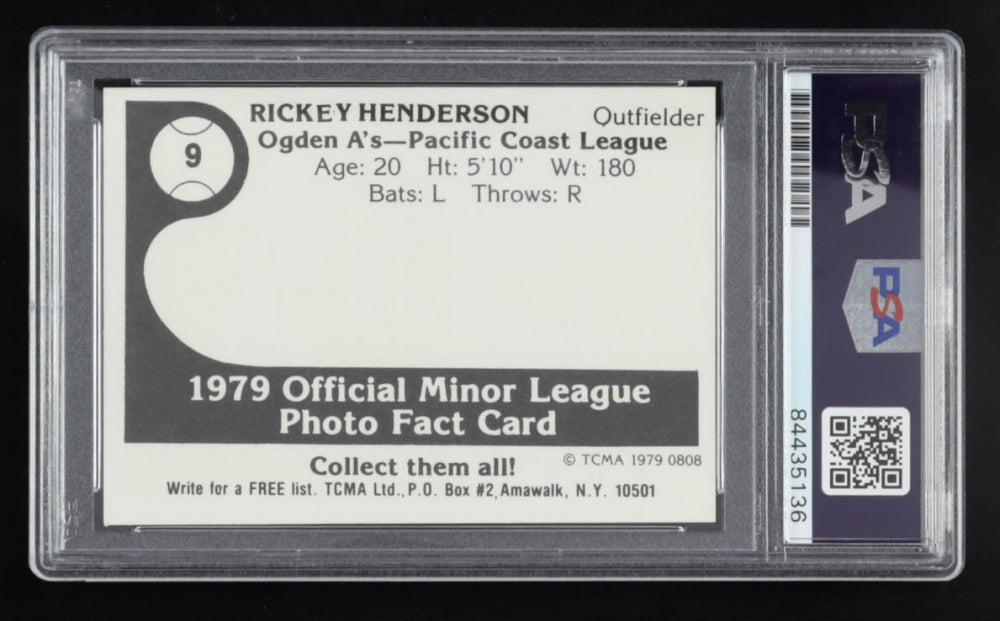 RICKEY HENDERSON Outfielder
Ogden A's—Pacific Coast League
Age: 20 Ht: 5'10" Wt: 180
Bats: L Throws: R
9
1979 Official Minor League
Photo Fact Card
Collect them all!
© TCMA 1979 0808
Write for a FREE list. TCMA Ltd., P.O. Box #2, Amawalk, N.Y. 10501
PSA
PSA
84435136